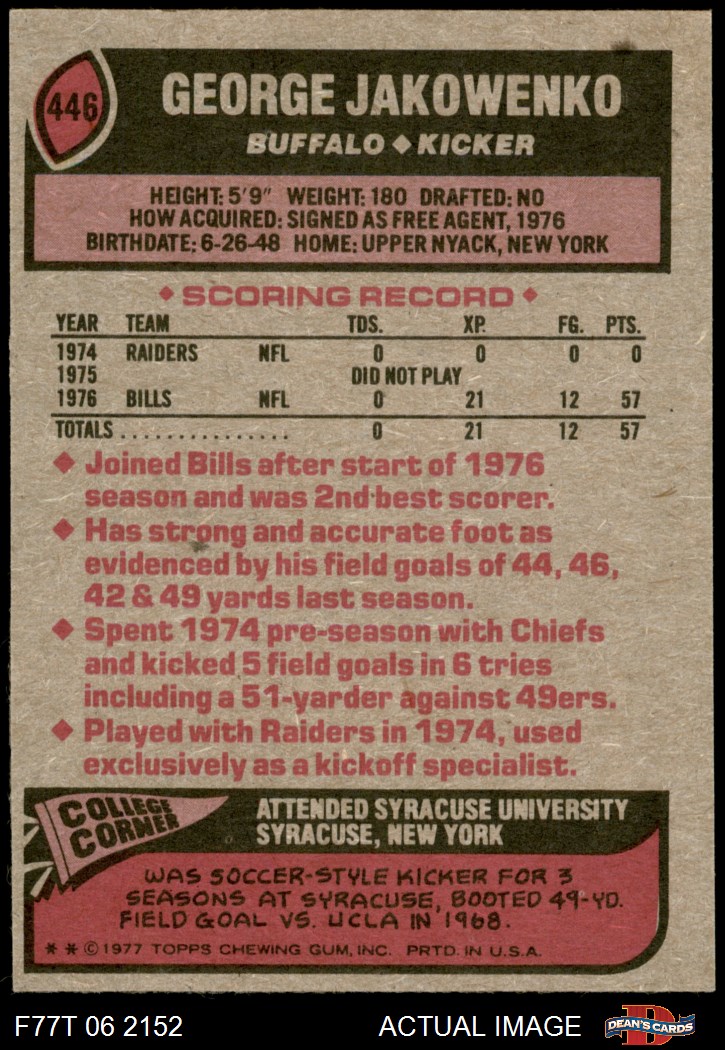 446
GEORGE JAKOWENKO
BUFFALO ◆ KICKER
HEIGHT: 5'9" WEIGHT: 180 DRAFTED: NO
HOW ACQUIRED: SIGNED AS FREE AGENT, 1976
BIRTHDATE: 6-26-48 HOME: UPPER NYACK, NEW YORK
◆ SCORING RECORD ◆
YEAR TEAM TDS. XP. FG. PTS.
1974 RAIDERS NFL 0 0 0 0
1975 DID NOT PLAY
1976 BILLS NFL 0 21 12 57
TOTALS . . . . . . . . . . . . . . . 0 21 12 57
◆ Joined Bills after start of 1976
season and was 2nd best scorer.
◆ Has strong and accurate foot as
evidenced by his field goals of 44, 46,
42 & 49 yards last season.
◆ Spent 1974 pre-season with Chiefs
and kicked 5 field goals in 6 tries
including a 51-yarder against 49ers.
◆ Played with Raiders in 1974, used
exclusively as a kickoff specialist.
COLLEGE
CORNER
ATTENDED SYRACUSE UNIVERSITY
SYRACUSE, NEW YORK
WAS SOCCER-STYLE KICKER FOR 3
SEASONS AT SYRACUSE, BOOTED 49-YD.
FIELD GOAL VS. UCLA IN 1968.
* * © 1977 TOPPS CHEWING GUM, INC. PRTD. IN U.S.A.
F77T 06 2152
ACTUAL IMAGE
D
DEAN'S CARDS